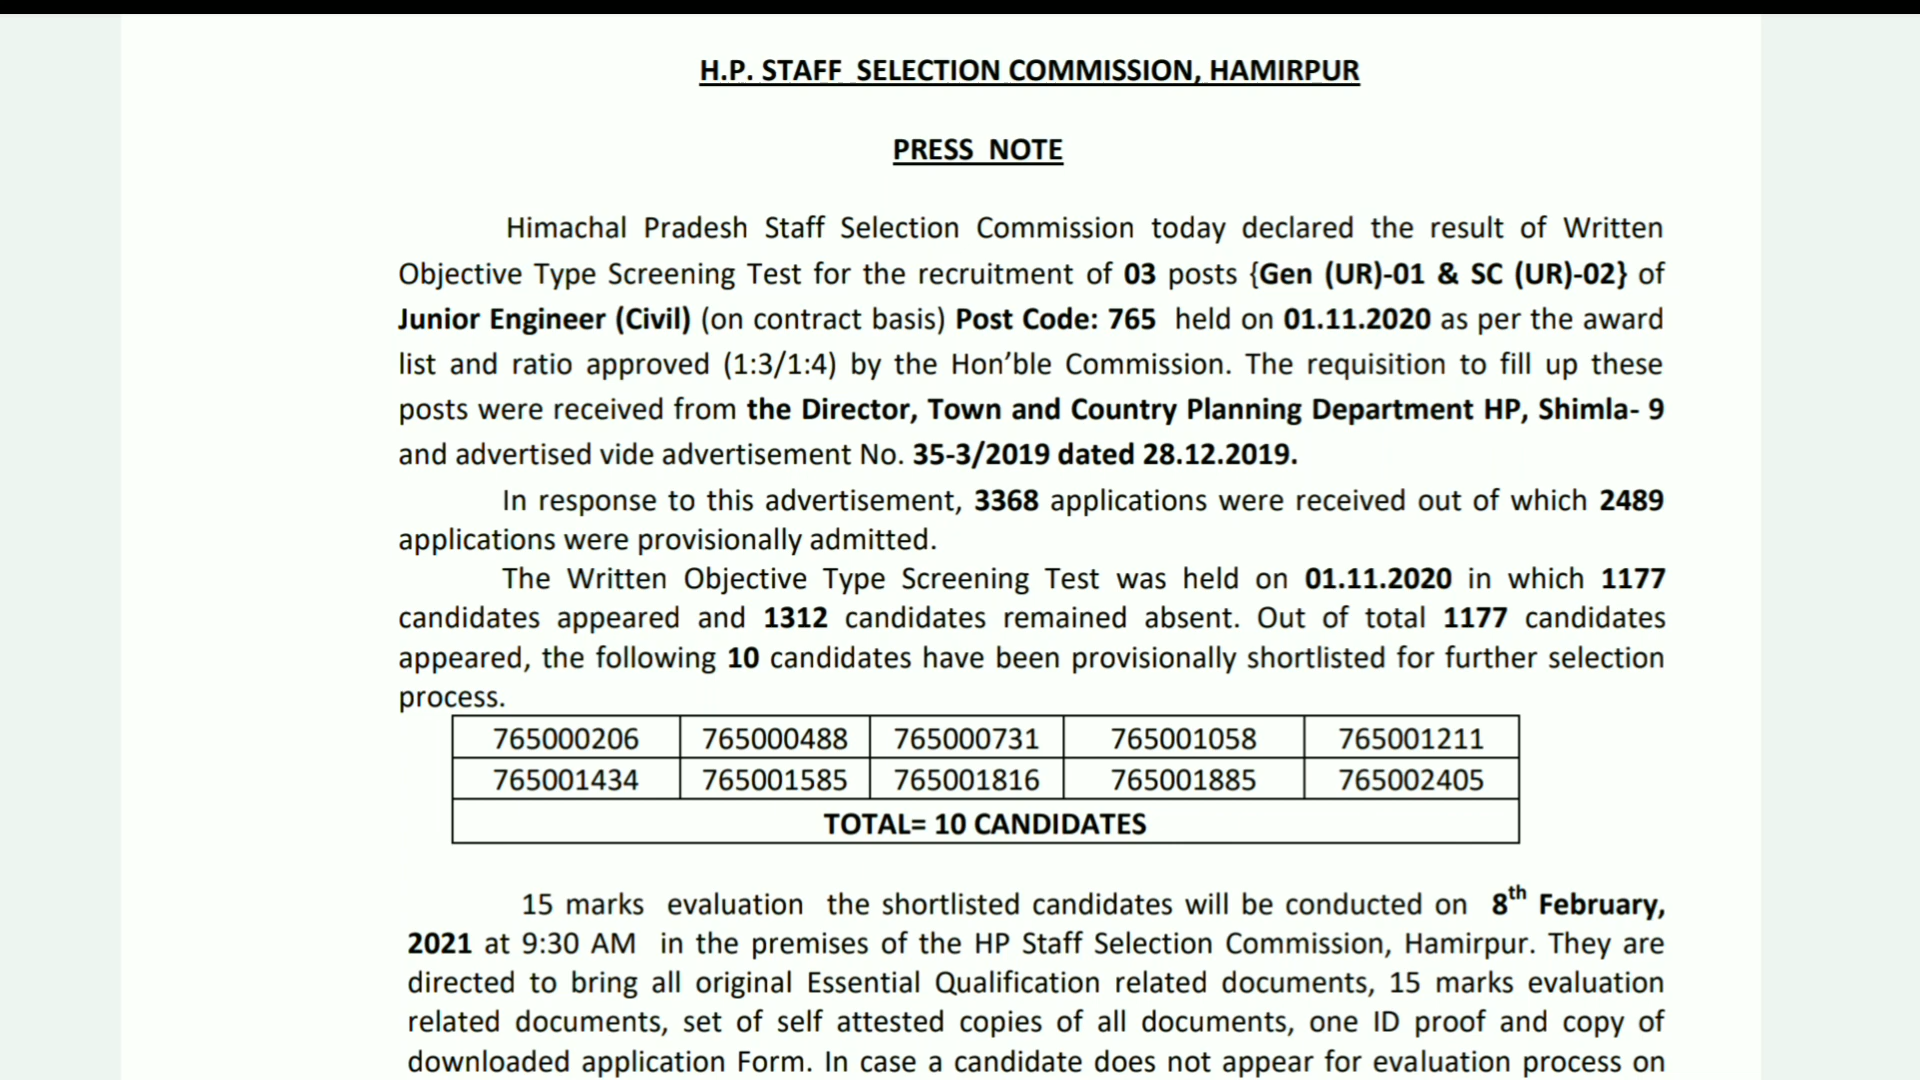 H.P. STAFF SELECTION COMMISSION, HAMIRPUR
PRESS NOTE
Himachal Pradesh Staff Selection Commission today declared the result of Written
Objective Type Screening Test for the recruitment of 03 posts {Gen (UR)-01 & SC (UR)-02} of
Junior Engineer (Civil) (on contract basis) Post Code: 765 held on 01.11.2020 as per the award
list and ratio approved (1:3/1:4) by the Hon’ble Commission. The requisition to fill up these
posts were received from the Director, Town and Country Planning Department HP, Shimla- 9
and advertised vide advertisement No. 35-3/2019 dated 28.12.2019.
In response to this advertisement, 3368 applications were received out of which 2489
applications were provisionally admitted.
The Written Objective Type Screening Test was held on 01.11.2020 in which 1177
candidates appeared and 1312 candidates remained absent. Out of total 1177 candidates
appeared, the following 10 candidates have been provisionally shortlisted for further selection
process.
765000206 765000488 765000731 765001058 765001211
765001434 765001585 765001816 765001885 765002405
TOTAL= 10 CANDIDATES
15 marks evaluation the shortlisted candidates will be conducted on 8th February,
2021 at 9:30 AM in the premises of the HP Staff Selection Commission, Hamirpur. They are
directed to bring all original Essential Qualification related documents, 15 marks evaluation
related documents, set of self attested copies of all documents, one ID proof and copy of
downloaded application Form. In case a candidate does not appear for evaluation process on